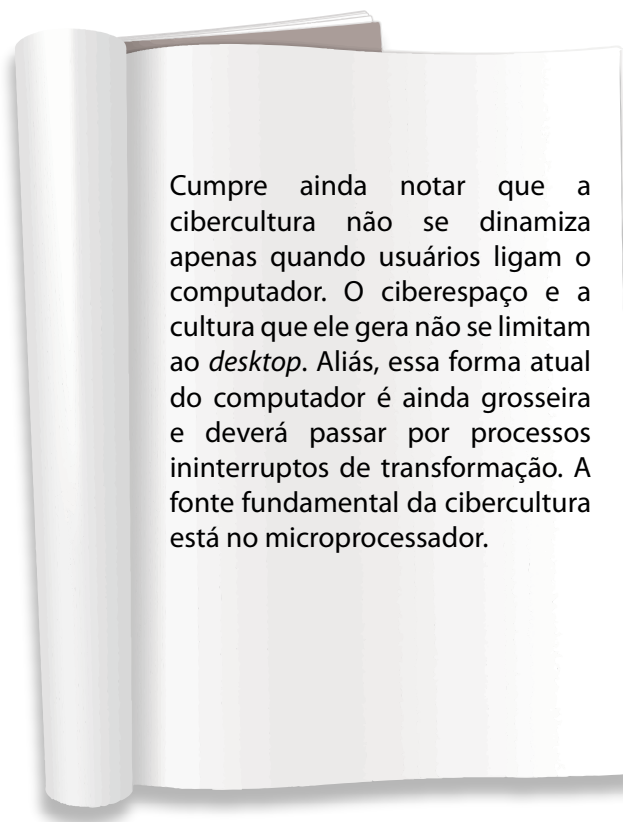 Cumpre ainda notar que a
cibercultura não se dinamiza
apenas quando usuários ligam o
computador. O ciberespaço e a
cultura que ele gera não se limitam
ao desktop. Aliás, essa forma atual
do computador é ainda grosseira
e deverá passar por processos
ininterruptos de transformação. A
fonte fundamental da cibercultura
está no microprocessador.